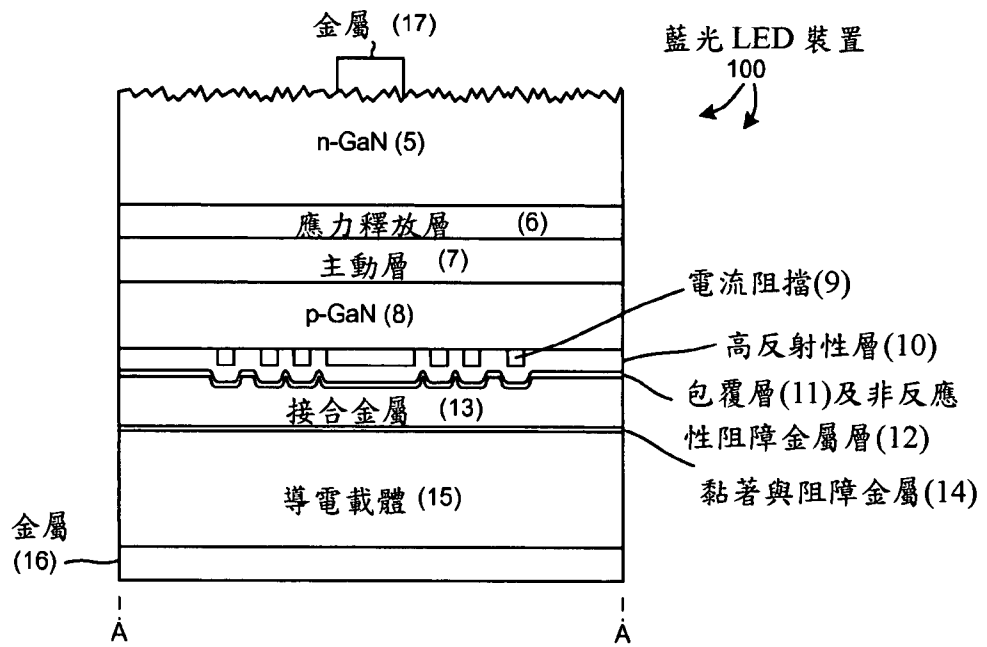 金屬 (17)
藍光 LED 裝置
100
n-GaN (5)
應力釋放層 (6)
主動層 (7)
電流阻擋(9)
p-GaN (8)
高反射性層(10)
包覆層(11)及非反應
性阻障金屬層(12)
接合金屬 (13)
黏著與阻障金屬(14)
導電載體 (15)
金屬
(16)
A
A